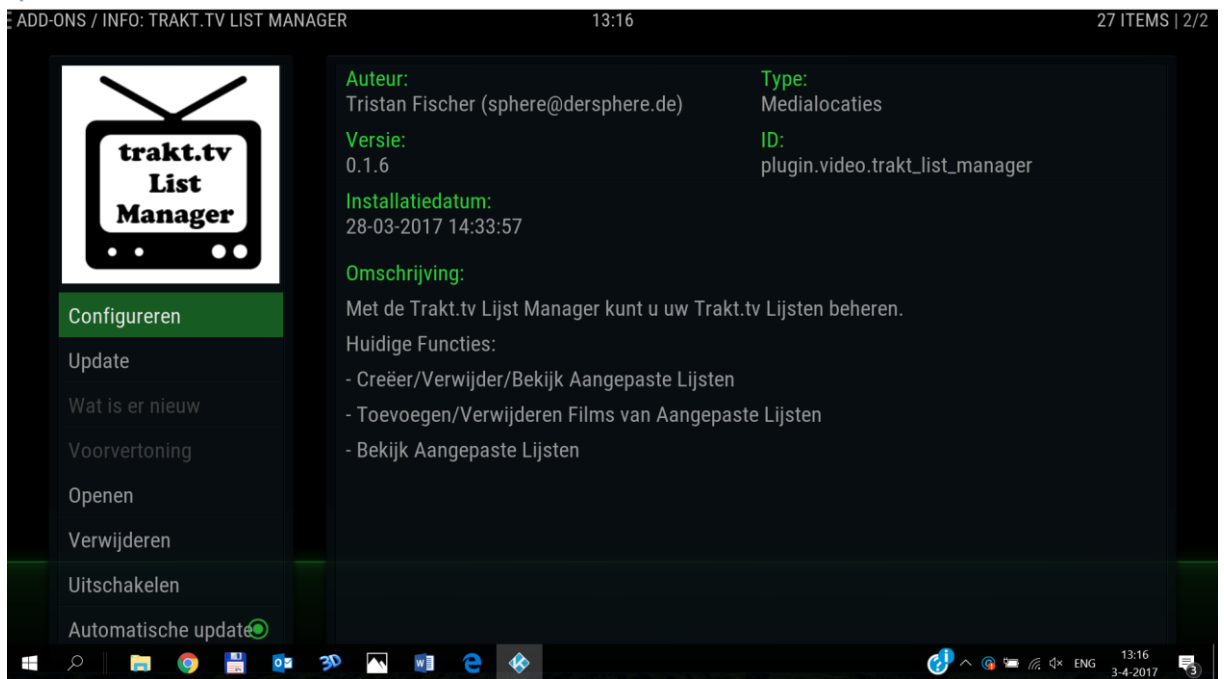 ADD-ONS / INFO: TRAKT.TV LIST MANAGER
13:16
27 ITEMS | 2/2
trakt.tv
List
Manager
Auteur:
Tristan Fischer (sphere@dersphere.de)
Type:
Medialocaties
Versie:
0.1.6
ID:
plugin.video.trakt_list_manager
Installatiedatum:
28-03-2017 14:33:57
Omschrijving:
Met de Trakt.tv Lijst Manager kunt u uw Trakt.tv Lijsten beheren.
Huidige Functies:
- Creëer/Verwijder/Bekijk Aangepaste Lijsten
- Toevoegen/Verwijderen Films van Aangepaste Lijsten
- Bekijk Aangepaste Lijsten
Configureren
Update
Wat is er nieuw
Voorvertoning
Openen
Verwijderen
Uitschakelen
Automatische update
ENG
13:16
3-4-2017
3